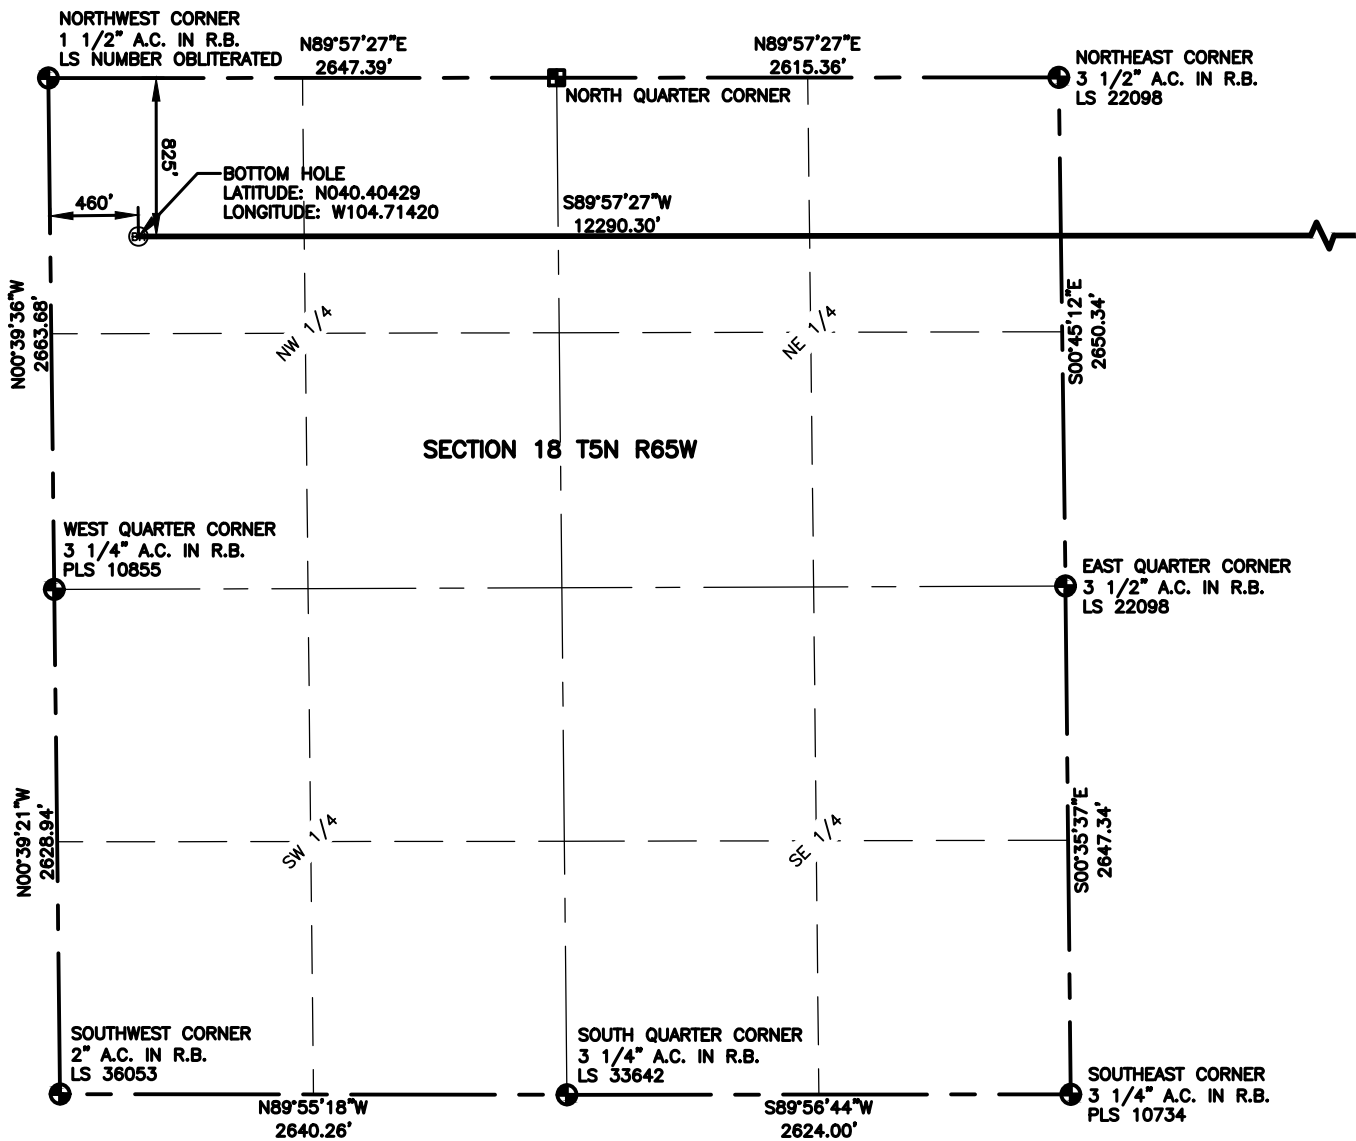 NORTHWEST CORNER
1 1/2" A.C. IN R.B.
LS NUMBER OBLITERATED
N89°57'27"E
2647.39'
N89°57'27"E
2615.36'
NORTHEAST CORNER
3 1/2" A.C. IN R.B.
LS 22098
NORTH QUARTER CORNER
825'
BOTTOM HOLE
LATITUDE: N040.40429
LONGITUDE: W104.71420
460'
S89°57'27"W
12290.30'
BH
N00°39'36"W
2663.68'
NW 1/4
NE 1/4
S00°45'12"E
2650.34'
SECTION 18 T5N R65W
WEST QUARTER CORNER
3 1/4" A.C. IN R.B.
PLS 10855
EAST QUARTER CORNER
3 1/2" A.C. IN R.B.
LS 22098
N00°39'21"W
2628.94'
SW 1/4
SE 1/4
S00°35'37"E
2647.34'
SOUTHWEST CORNER
2" A.C. IN R.B.
LS 36053
SOUTH QUARTER CORNER
3 1/4" A.C. IN R.B.
LS 33642
SOUTHEAST CORNER
3 1/4" A.C. IN R.B.
PLS 10734
N89°55'18"W
2640.26'
S89°56'44"W
2624.00'